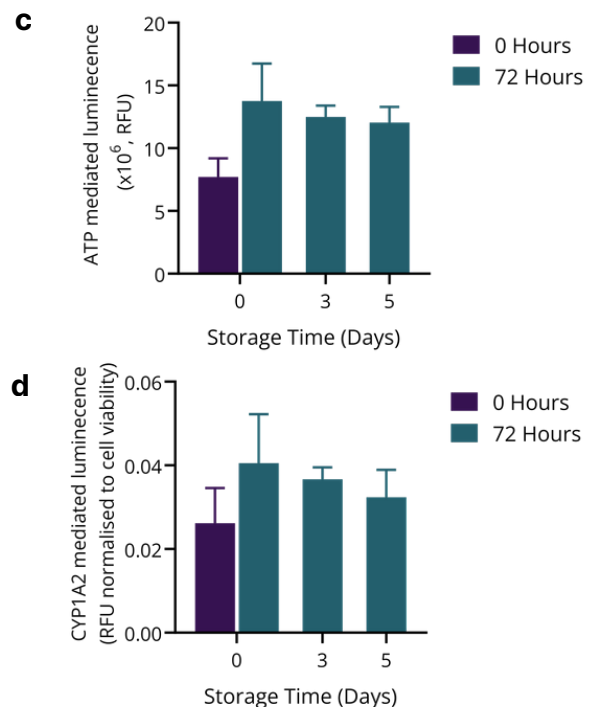 c
ATP mediated luminecence
(x10⁶, RFU)
20
15
10
5
0
0 Hours
72 Hours
0 3 5
Storage Time (Days)
d
CYP1A2 mediated luminecence
(RFU normalised to cell viability)
0.06
0.04
0.02
0.00
0 Hours
72 Hours
0 3 5
Storage Time (Days)